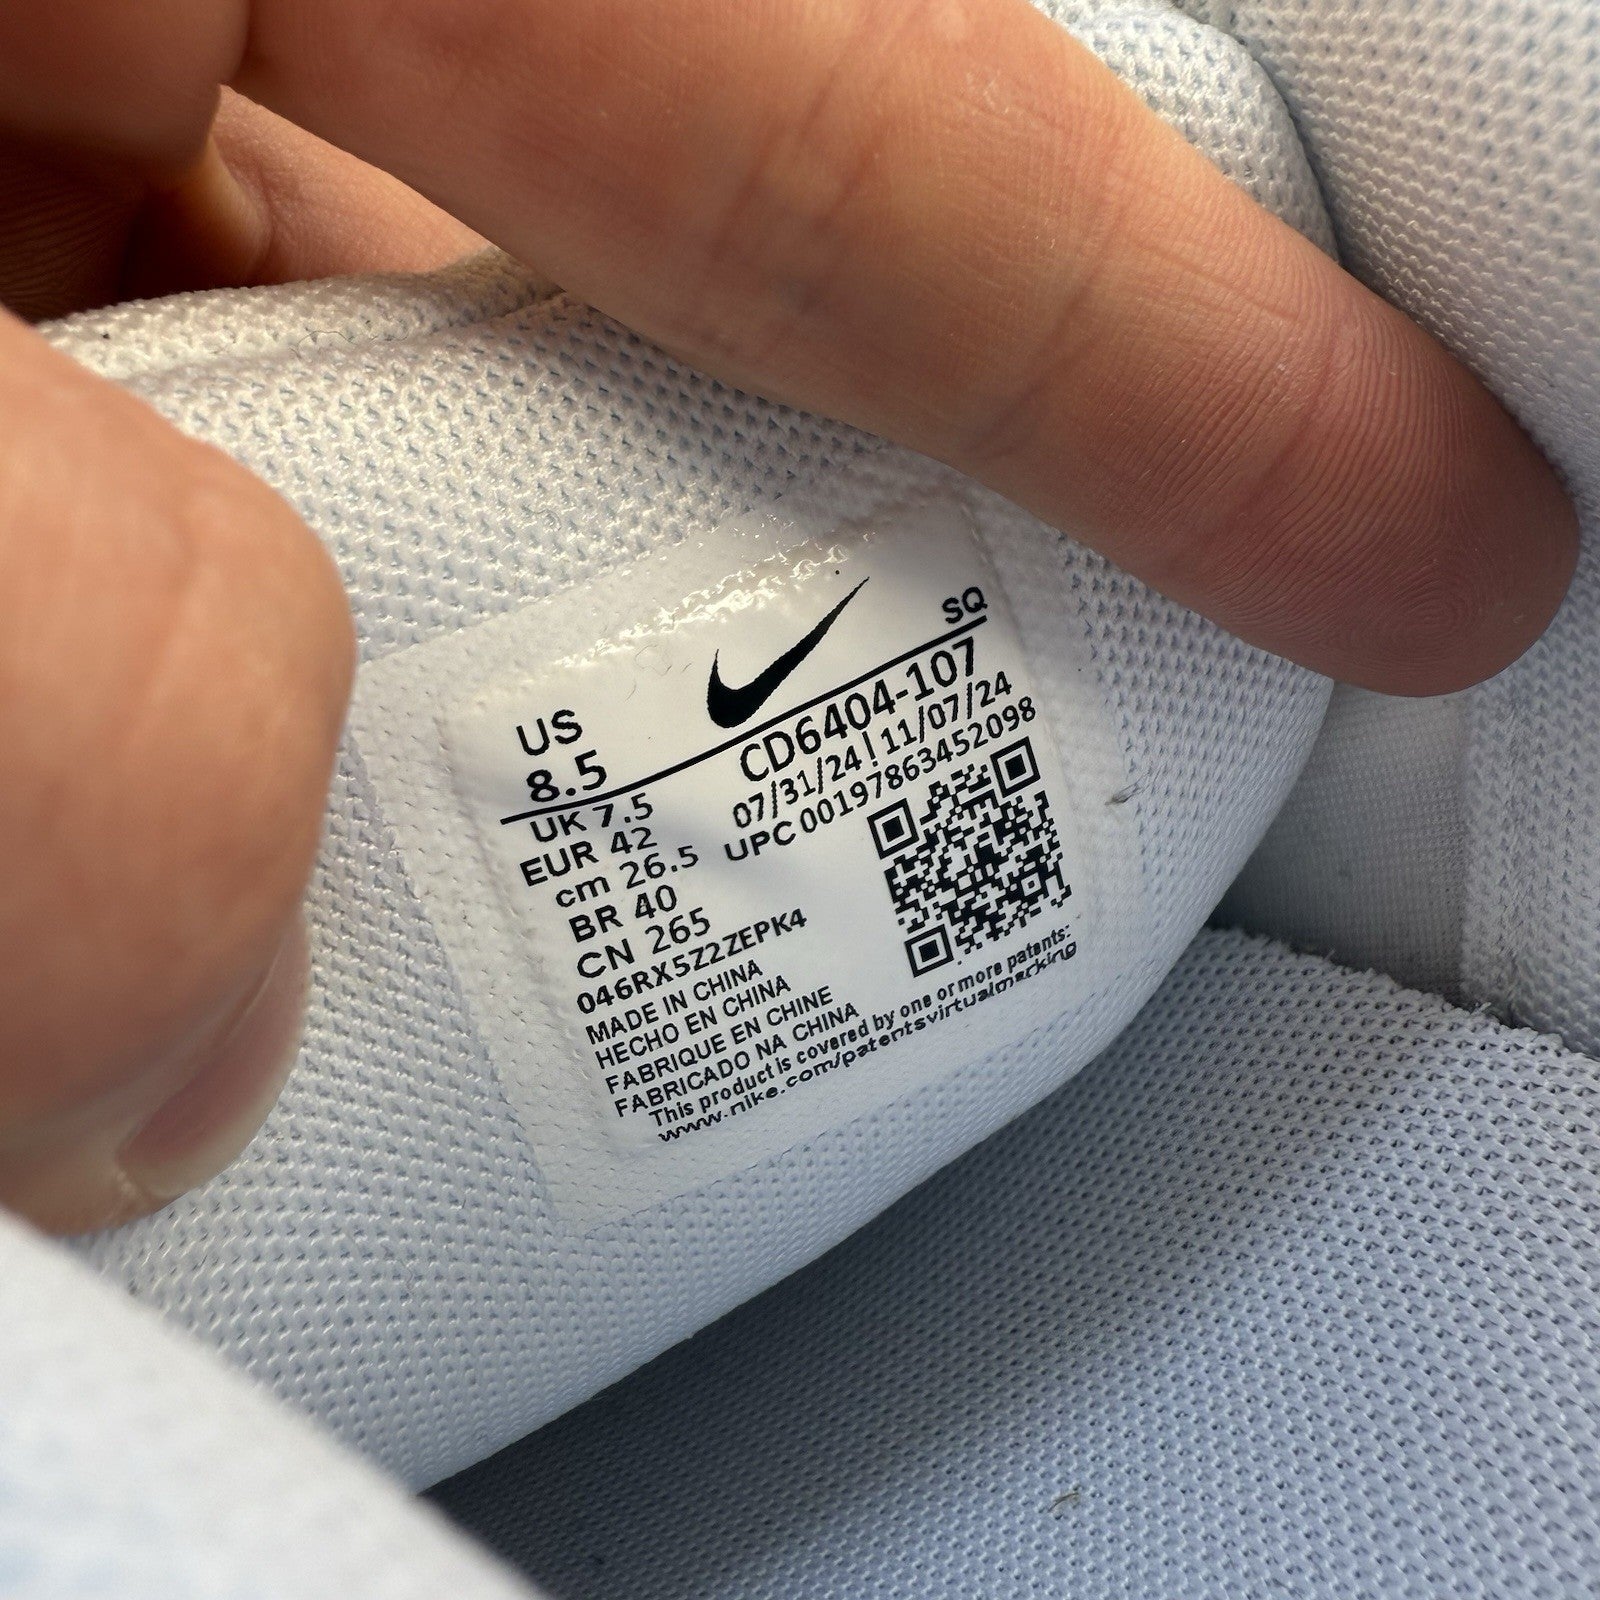 SQ
US
8.5
CD6404-107
07/31/24 | 11/07/24
UPC 00197863452098
UK 7.5
EUR 42
cm 26.5
BR 40
CN 265
046RX5Z2ZEPK4
MADE IN CHINA
HECHO EN CHINA
FABRIQUE EN CHINE
FABRICADO NA CHINA
This product is covered by one or more patents:
www.nike.com/patentsvirtualmarking